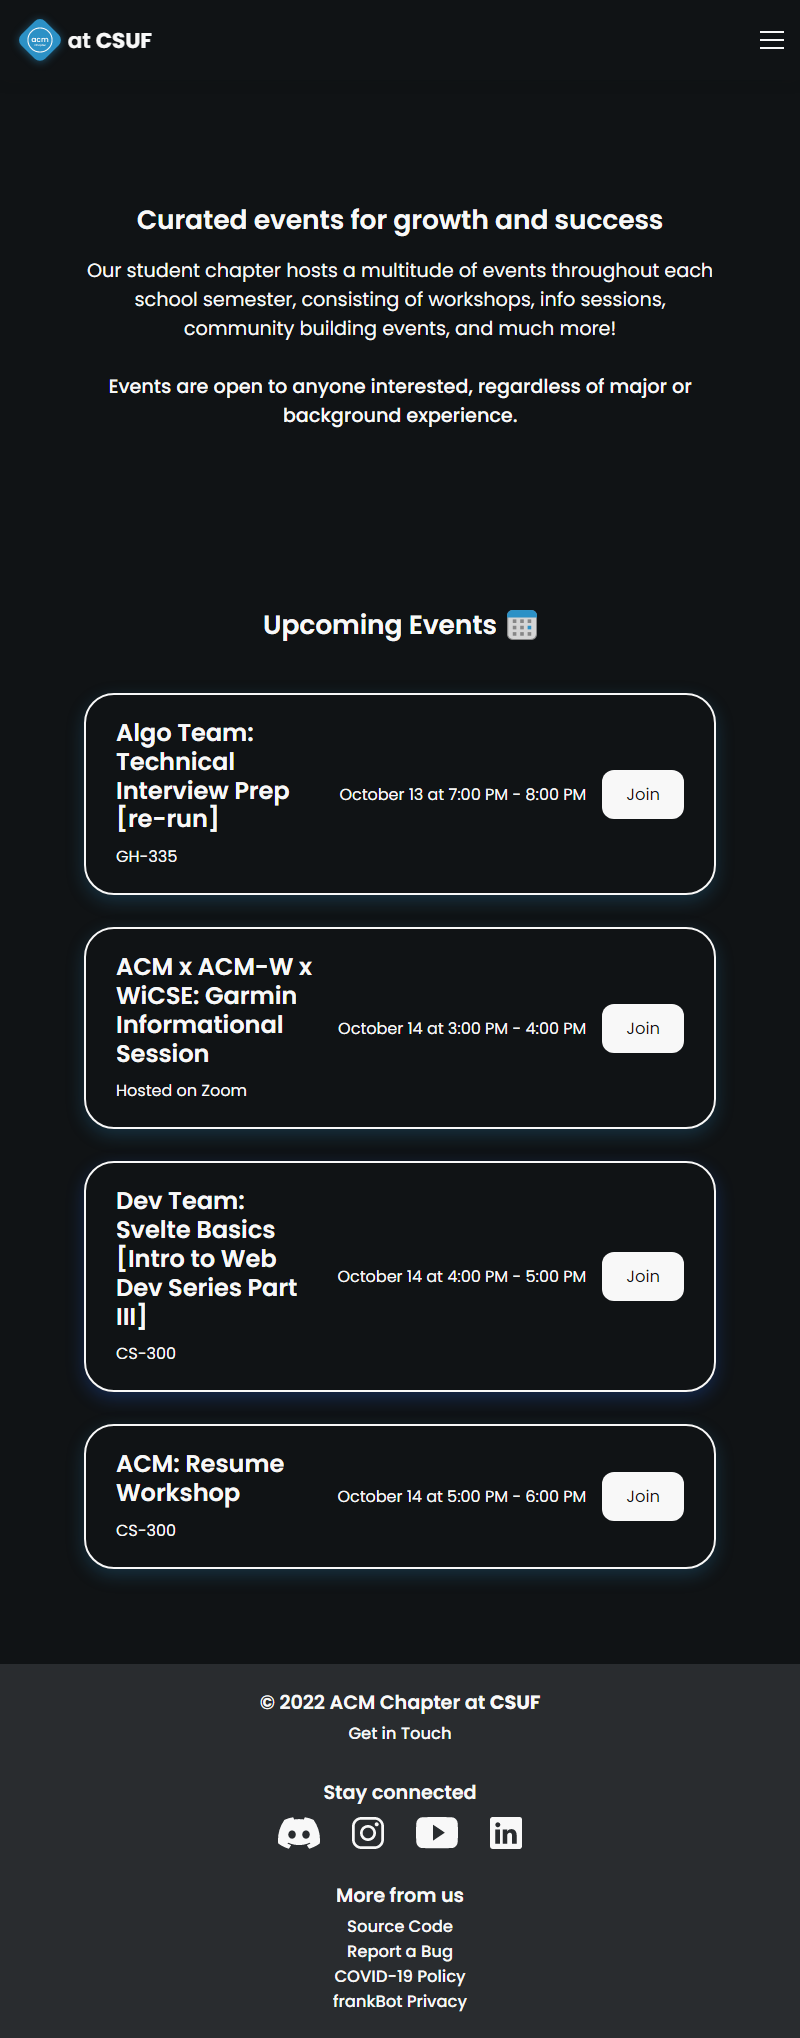 acm
at CSUF
Curated events for growth and success
Our student chapter hosts a multitude of events throughout each
school semester, consisting of workshops, info sessions,
community building events, and much more!
Events are open to anyone interested, regardless of major or
background experience.
Upcoming Events
Algo Team:
Technical
Interview Prep
[re-run]
GH-335
October 13 at 7:00 PM - 8:00 PM
Join
ACM x ACM-W x
WiCSE: Garmin
Informational
Session
Hosted on Zoom
October 14 at 3:00 PM - 4:00 PM
Join
Dev Team:
Svelte Basics
[Intro to Web
Dev Series Part
III]
CS-300
October 14 at 4:00 PM - 5:00 PM
Join
ACM: Resume
Workshop
CS-300
October 14 at 5:00 PM - 6:00 PM
Join
© 2022 ACM Chapter at CSUF
Get in Touch
Stay connected
in
More from us
Source Code
Report a Bug
COVID-19 Policy
frankBot Privacy